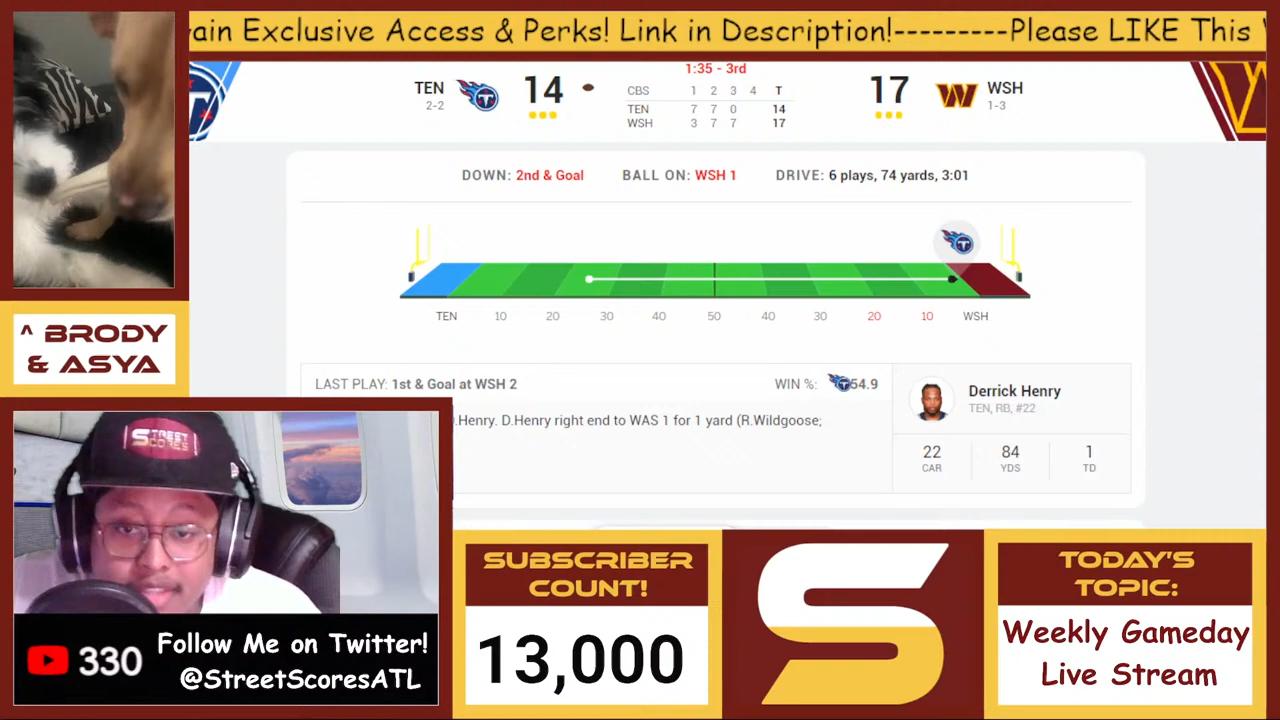 ain Exclusive Access & Perks! Link in Description!---------Please LIKE This
TEN
2-2
14
1:35 - 3rd
CBS 1 2 3 4 T
TEN 7 7 0 14
WSH 3 7 7 17
17
WSH
1-3
DOWN: 2nd & Goal
BALL ON: WSH 1
DRIVE: 6 plays, 74 yards, 3:01
TEN 10 20 30 40 50 40 30 20 10 WSH
LAST PLAY: 1st & Goal at WSH 2
WIN %: 54.9
.Henry. D.Henry right end to WAS 1 for 1 yard (R.Wildgoose;
Derrick Henry
TEN, RB, #22
22 84 1
CAR YDS TD
^ BRODY
& ASYA
STREET
SCORES
330
Follow Me on Twitter!
@StreetScoresATL
SUBSCRIBER
COUNT!
13,000
S
TODAY'S
TOPIC:
Weekly Gameday
Live Stream